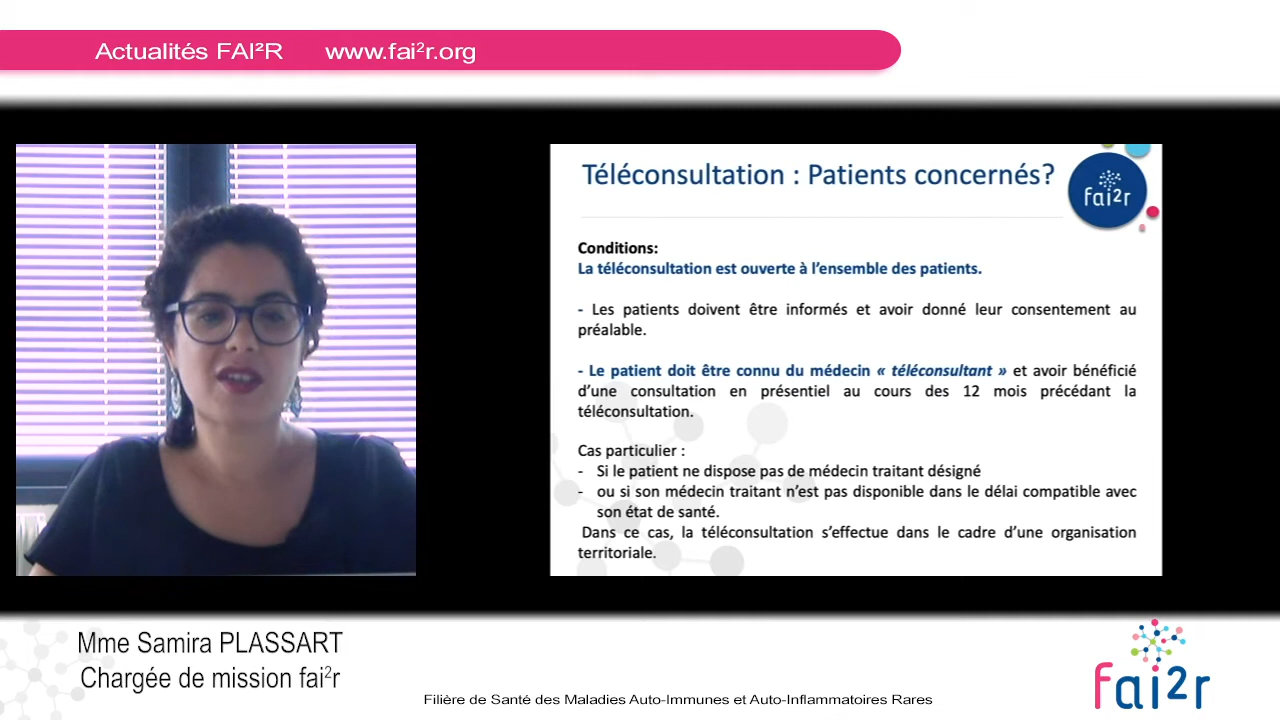 Actualités FAI²R www.fai²r.org
Téléconsultation : Patients concernés?
fai2r
Conditions:
La téléconsultation est ouverte à l’ensemble des patients.
- Les patients doivent être informés et avoir donné leur consentement au
préalable.
- Le patient doit être connu du médecin « téléconsultant » et avoir bénéficié
d’une consultation en présentiel au cours des 12 mois précédant la
téléconsultation.
Cas particulier :
- Si le patient ne dispose pas de médecin traitant désigné
- ou si son médecin traitant n’est pas disponible dans le délai compatible avec
son état de santé.
Dans ce cas, la téléconsultation s’effectue dans le cadre d’une organisation
territoriale.
Mme Samira PLASSART
Chargée de mission fai²r
Filière de Santé des Maladies Auto-Immunes et Auto-Inflammatoires Rares
fai2r